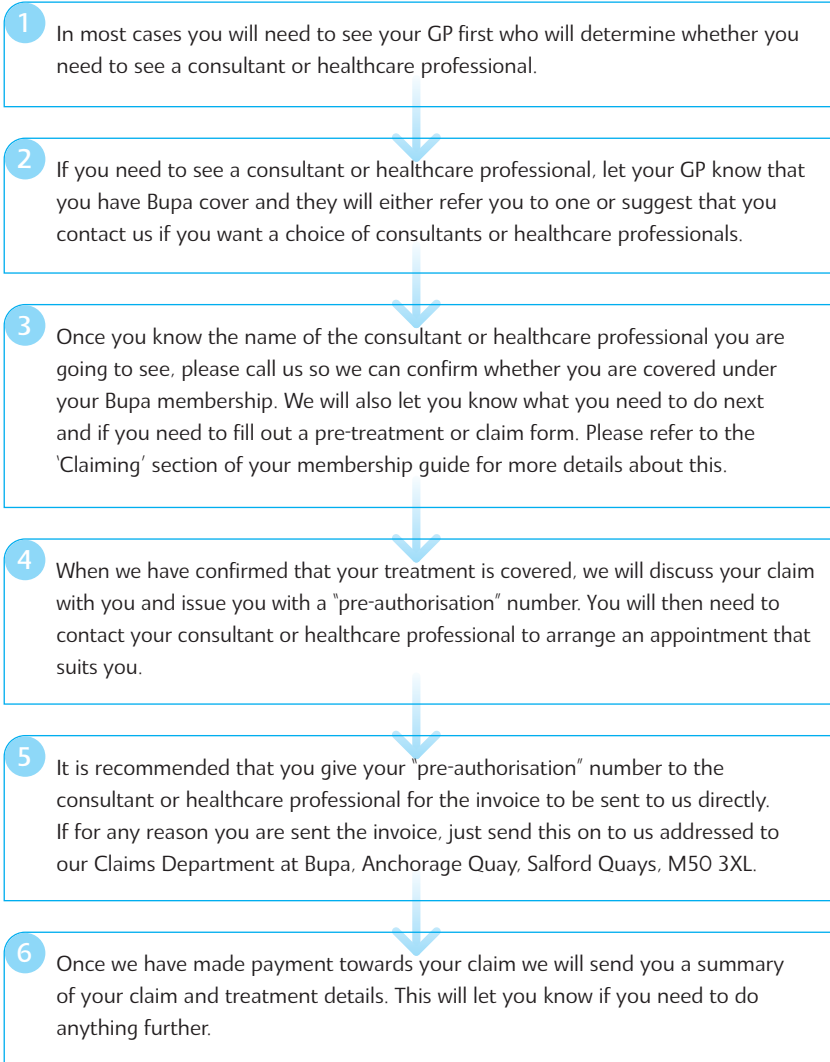 1
In most cases you will need to see your GP first who will determine whether you
need to see a consultant or healthcare professional.
2
If you need to see a consultant or healthcare professional, let your GP know that
you have Bupa cover and they will either refer you to one or suggest that you
contact us if you want a choice of consultants or healthcare professionals.
3
Once you know the name of the consultant or healthcare professional you are
going to see, please call us so we can confirm whether you are covered under
your Bupa membership. We will also let you know what you need to do next
and if you need to fill out a pre-treatment or claim form. Please refer to the
‘Claiming’ section of your membership guide for more details about this.
4
When we have confirmed that your treatment is covered, we will discuss your claim
with you and issue you with a “pre-authorisation” number. You will then need to
contact your consultant or healthcare professional to arrange an appointment that
suits you.
5
It is recommended that you give your “pre-authorisation” number to the
consultant or healthcare professional for the invoice to be sent to us directly.
If for any reason you are sent the invoice, just send this on to us addressed to
our Claims Department at Bupa, Anchorage Quay, Salford Quays, M50 3XL.
6
Once we have made payment towards your claim we will send you a summary
of your claim and treatment details. This will let you know if you need to do
anything further.